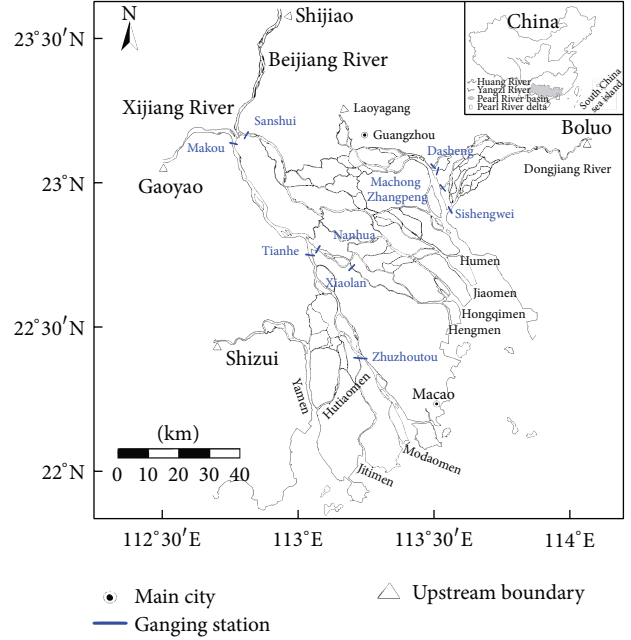 N
Shijiao
23°30′N
Beijiang River
China
Huang River
Yangzi River
Pearl River basin
Pearl River delta
South China
sea island
Xijiang River
Laoyagang
Sanshui
Guangzhou
Boluo
Makou
Dasheng
Dongjiang River
Gaoyao
23°N
Machong
Zhangpeng
Sishengwei
Nanhua
Tianhe
Humen
Xiaolan
Jiaomen
Hongqimen
22°30′N
Hengmen
Shizui
Zhuzhoutou
Yamen
Hutiaomen
Macao
(km)
0 10 20 30 40
Modaomen
22°N
Jitimen
112°30′E 113°E 113°30′E 114°E
Main city
Upstream boundary
Ganging station